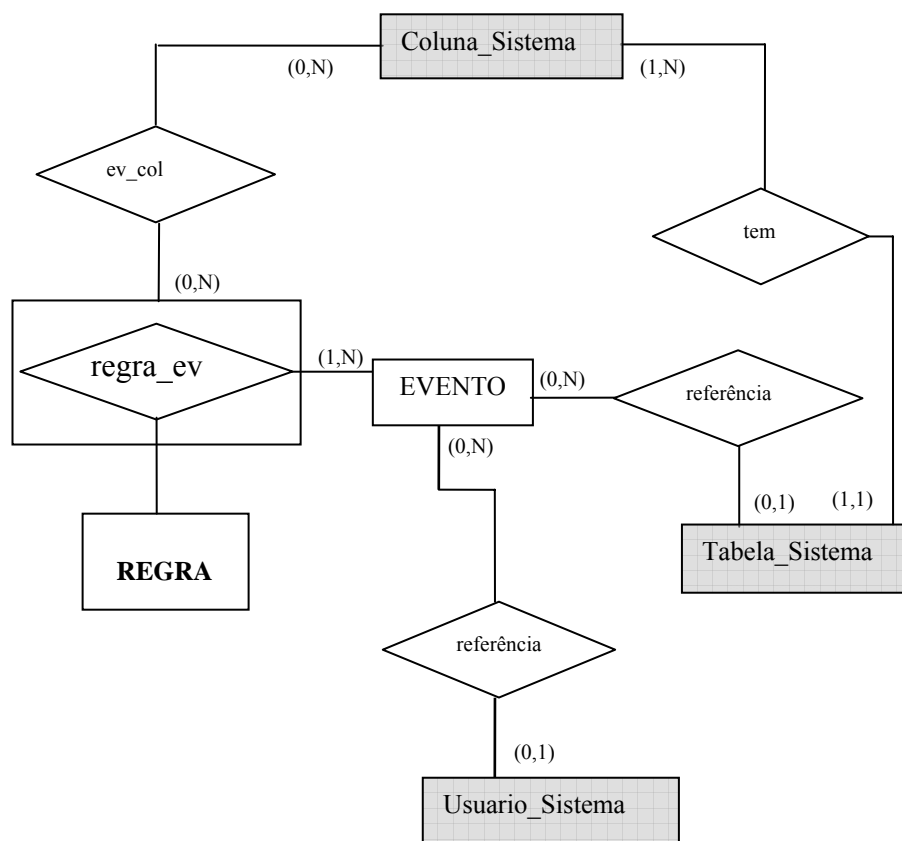 Coluna_Sistema
(0,N)
(1,N)
ev_col
tem
(0,N)
regra_ev
(1,N)
EVENTO
(0,N)
referência
(0,N)
(0,1)
(1,1)
Tabela_Sistema
REGRA
referência
(0,1)
Usuario_Sistema